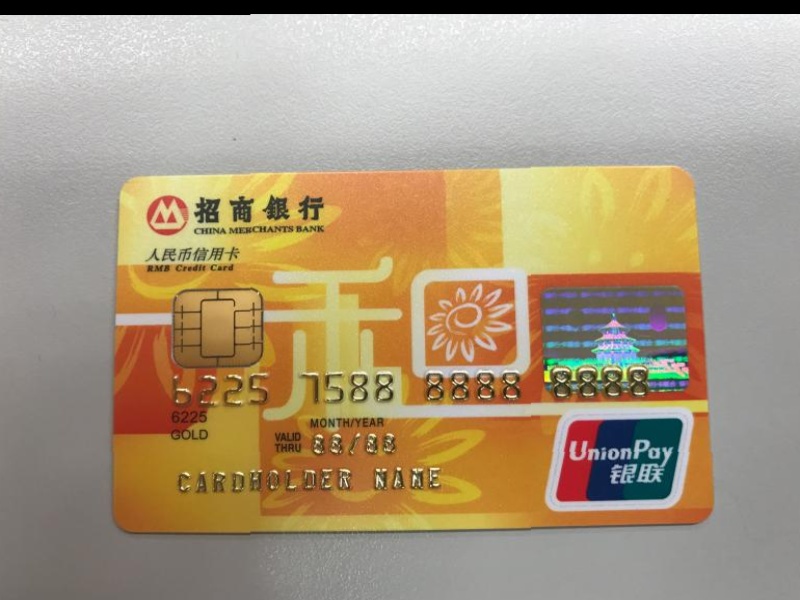 招商银行
CHINA MERCHANTS BANK
人民币信用卡
RMB Credit Card
和
6225 7588 8888 8888
6225
GOLD
MONTH/YEAR
VALID
THRU
88/88
CARDHOLDER NAME
UnionPay
银联